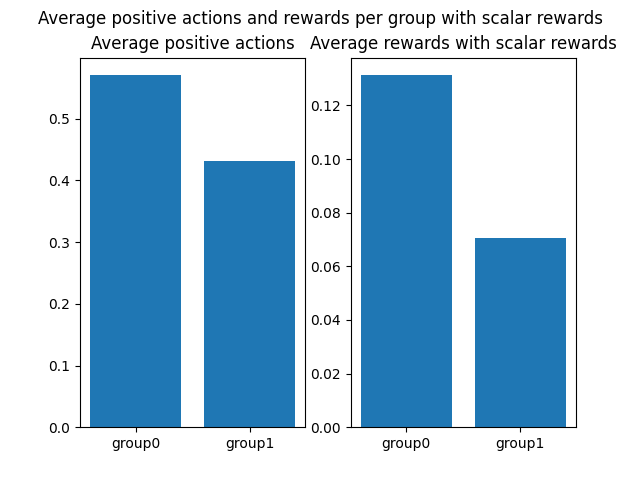 Average positive actions and rewards per group with scalar rewards
Average positive actions
Average rewards with scalar rewards
0.5
0.4
0.3
0.2
0.1
0.0
group0
group1
0.12
0.10
0.08
0.06
0.04
0.02
0.00
group0
group1